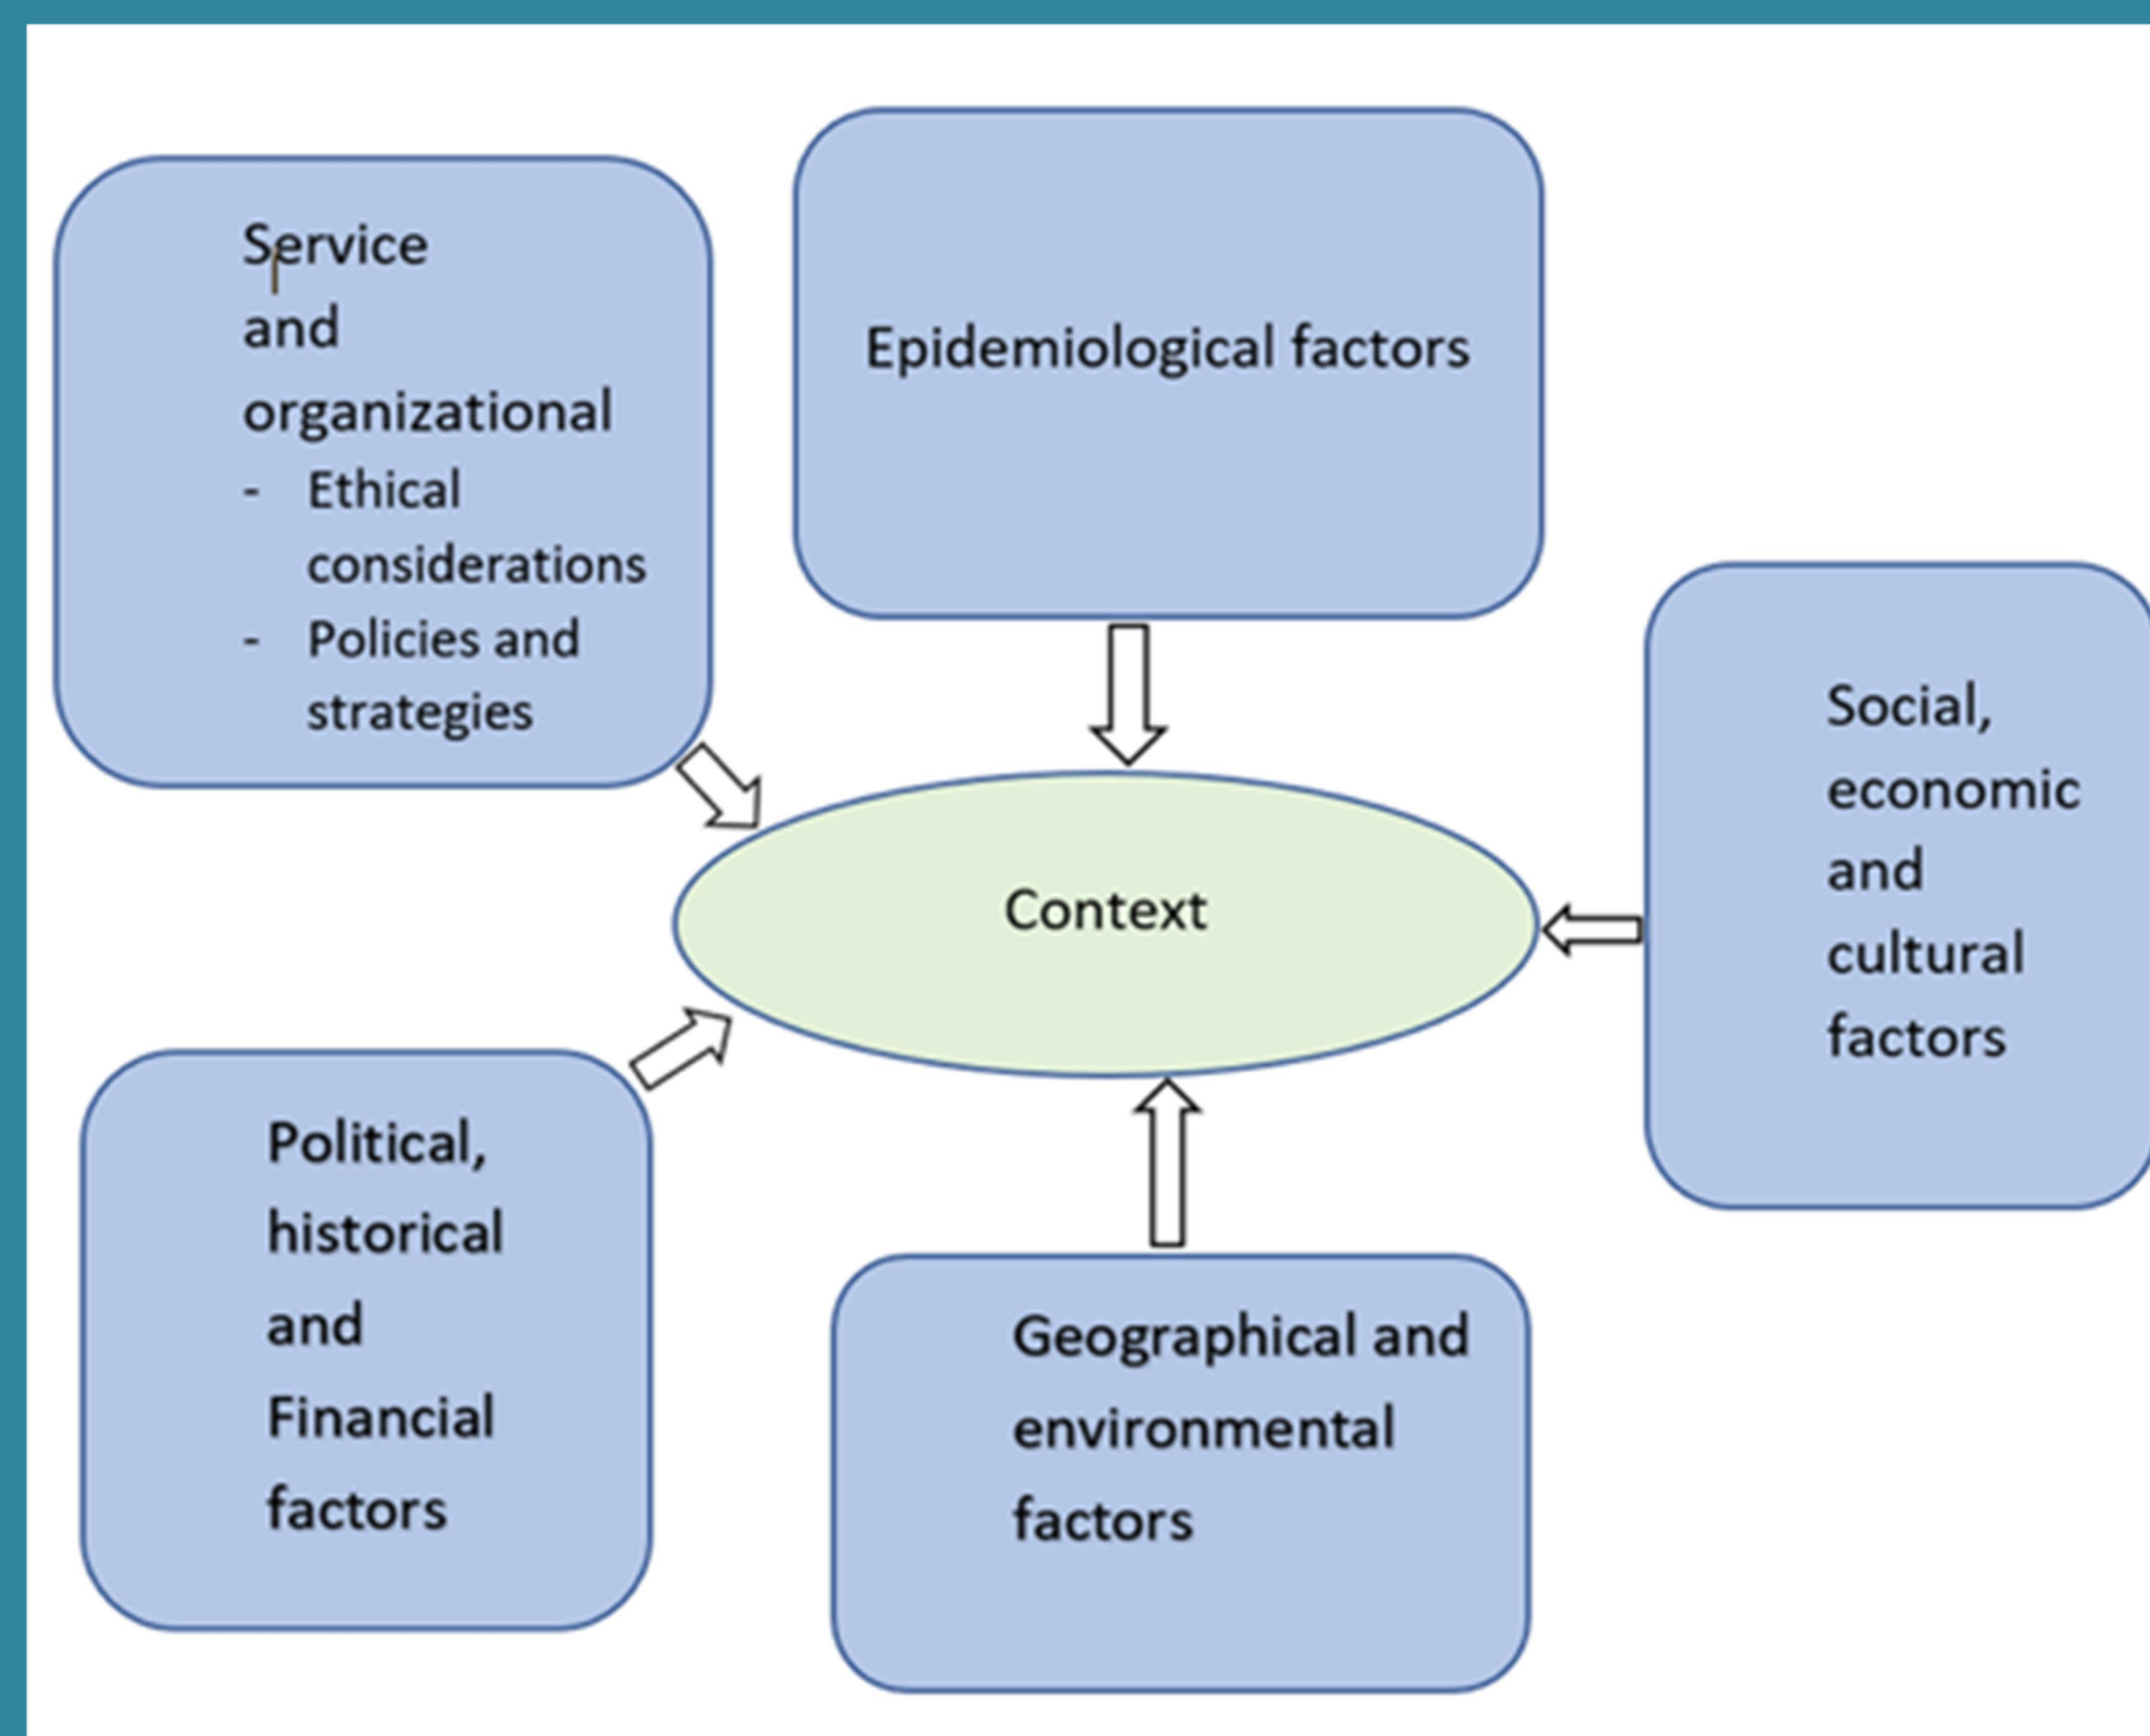 Service
and
organizational
- Ethical
considerations
- Policies and
strategies
Epidemiological factors
Social,
economic
and
cultural
factors
Context
Political,
historical
and
Financial
factors
Geographical and
environmental
factors